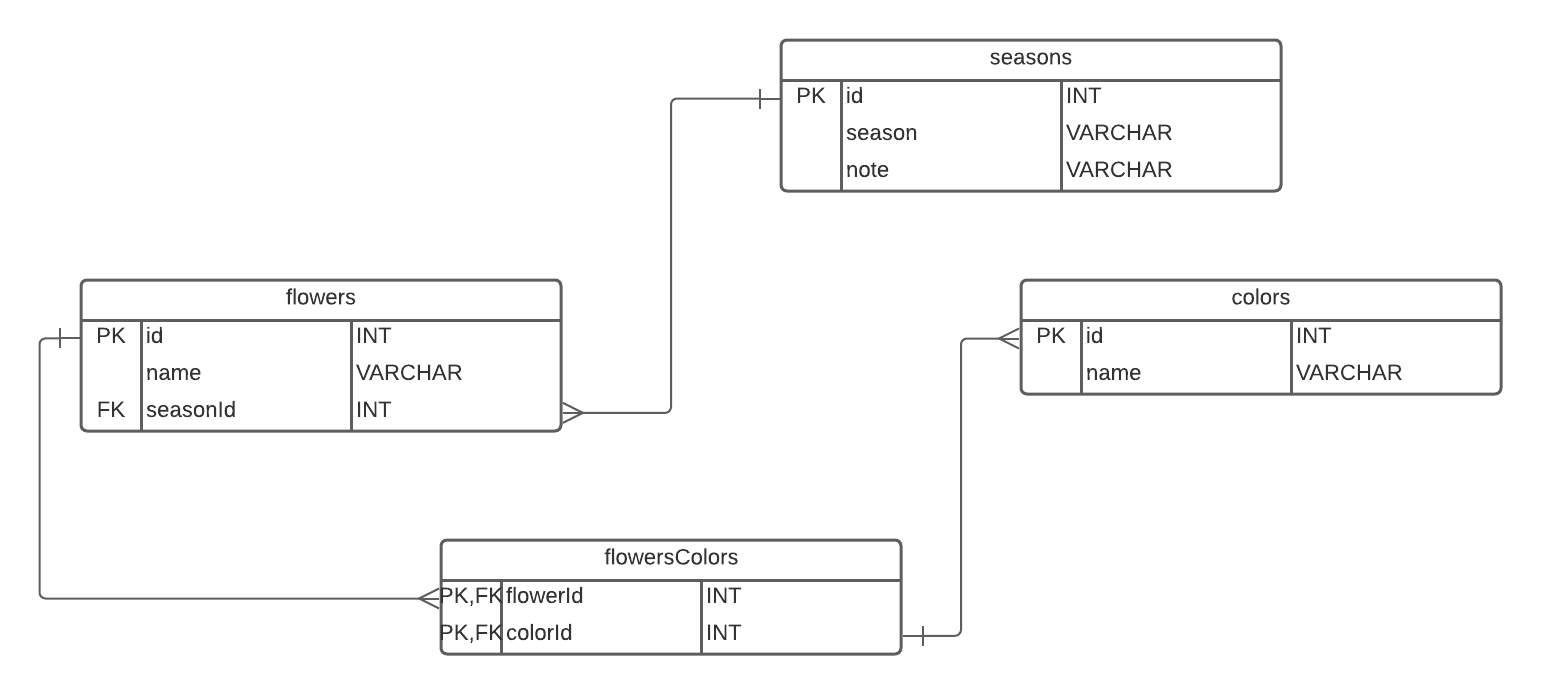 seasons
PK id INT
season VARCHAR
note VARCHAR
flowers
PK id INT
name VARCHAR
FK seasonId INT
colors
PK id INT
name VARCHAR
flowersColors
PK,FK flowerId INT
PK,FK colorId INT